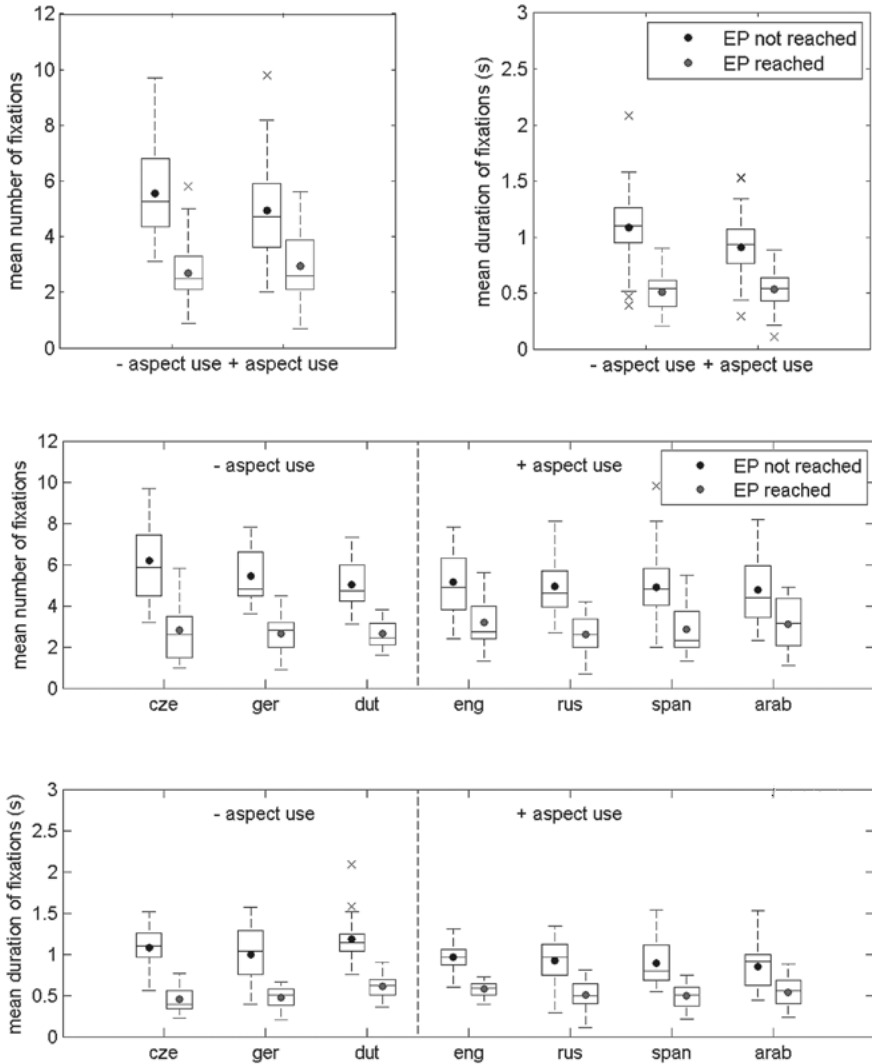 12
10
8
6
4
2
0
mean number of fixations
- aspect use + aspect use
3
2.5
2
1.5
1
0.5
0
mean duration of fixations (s)
EP not reached
EP reached
- aspect use + aspect use
12
10
8
6
4
2
0
mean number of fixations
- aspect use
+ aspect use
EP not reached
EP reached
cze ger dut eng rus span arab
3
2.5
2
1.5
1
0.5
0
mean duration of fixations (s)
- aspect use
+ aspect use
cze ger dut eng rus span arab